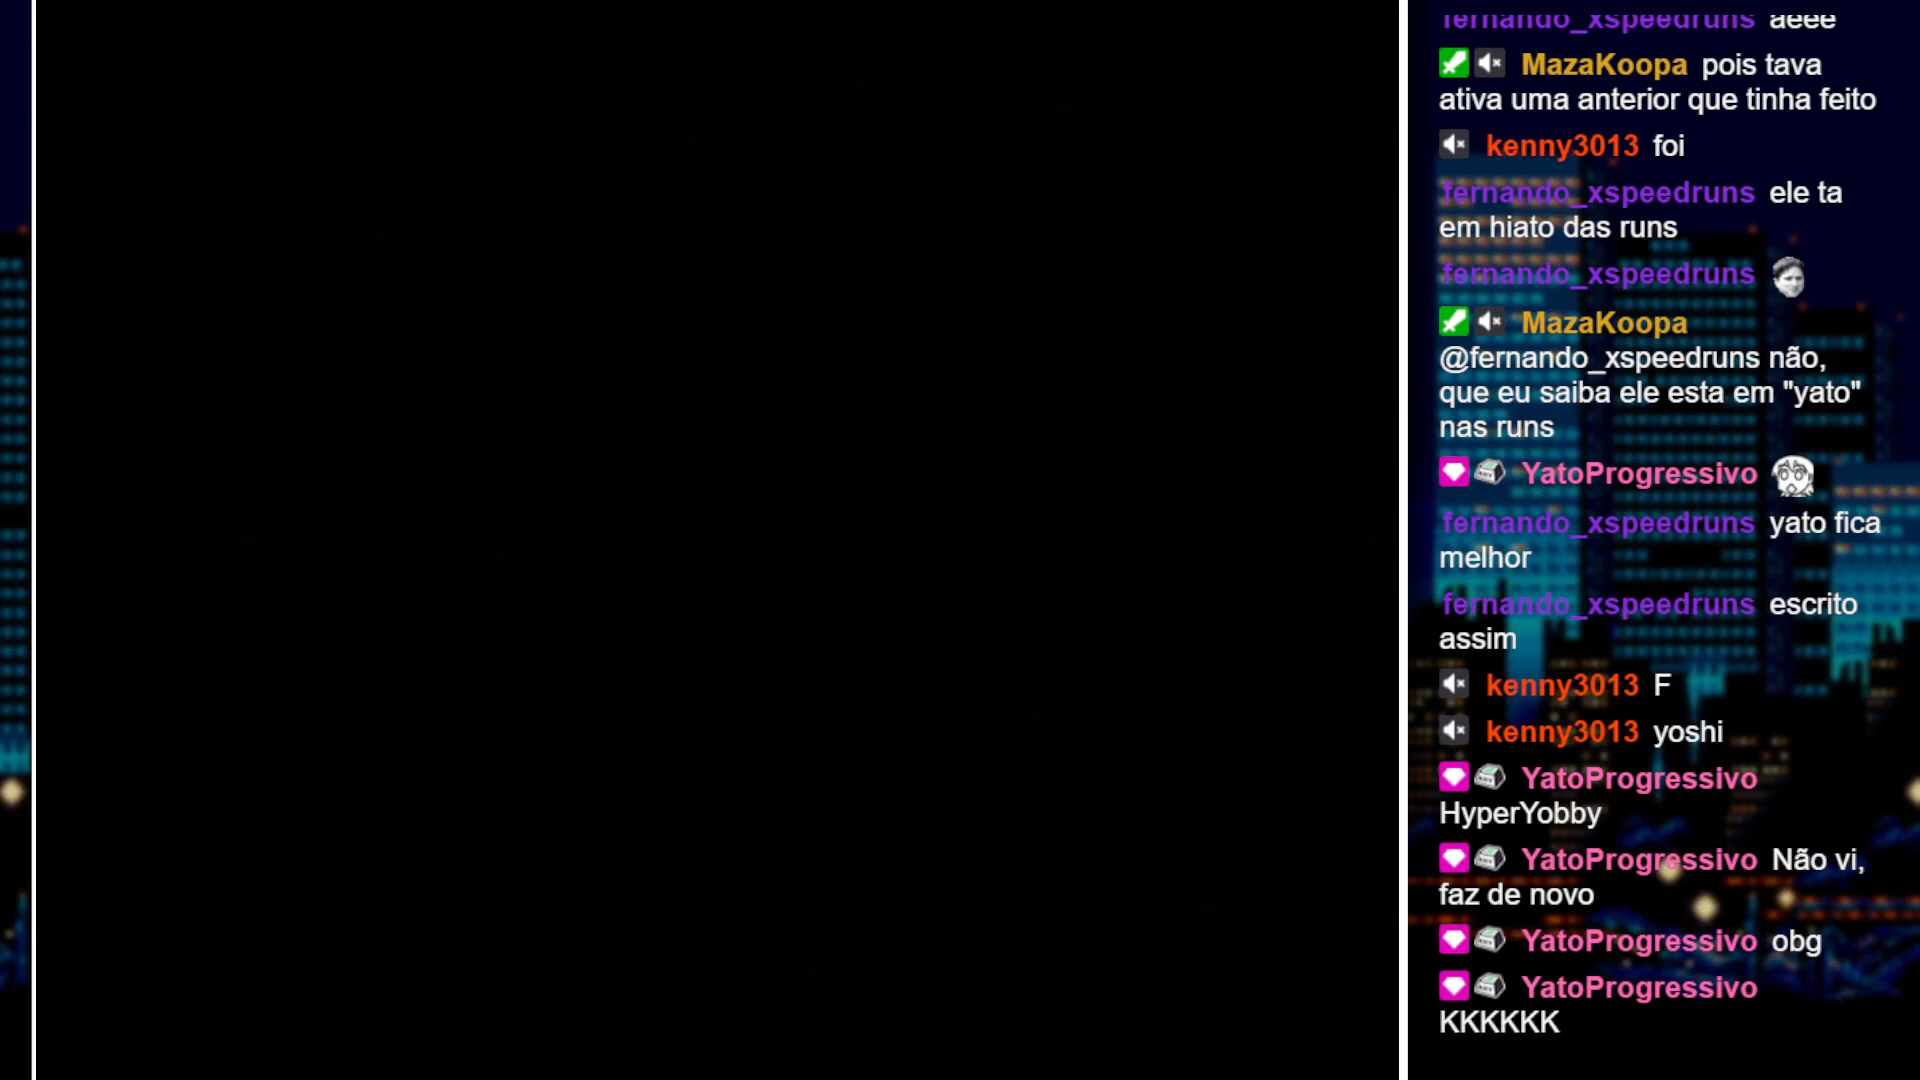 fernando_xspeedruns aeee
MazaKoopa pois tava
ativa uma anterior que tinha feito
kenny3013 foi
fernando_xspeedruns ele ta
em hiato das runs
fernando_xspeedruns
MazaKoopa
@fernando_xspeedruns não,
que eu saiba ele esta em "yato"
nas runs
YatoProgressivo
fernando_xspeedruns yato fica
melhor
fernando_xspeedruns escrito
assim
kenny3013 F
kenny3013 yoshi
YatoProgressivo
HyperYobby
YatoProgressivo Não vi,
faz de novo
YatoProgressivo obg
YatoProgressivo
KKKKKK